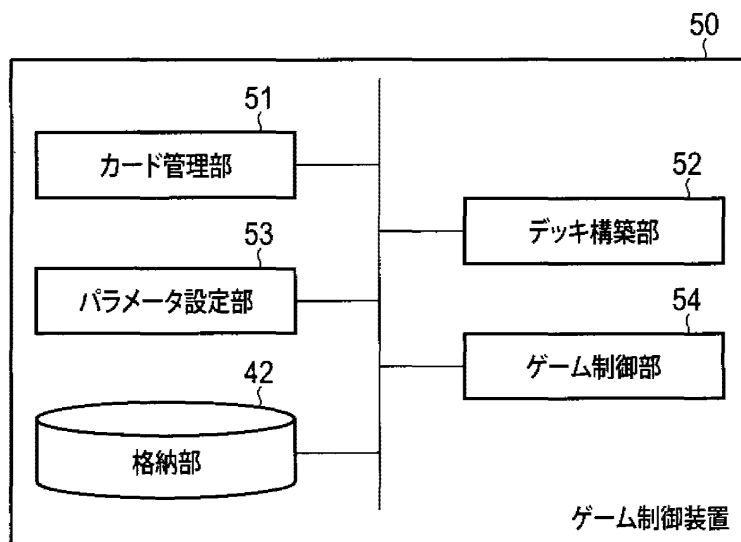 50
51
カード管理部
52
デッキ構築部
53
パラメータ設定部
54
ゲーム制御部
42
格納部
ゲーム制御装置